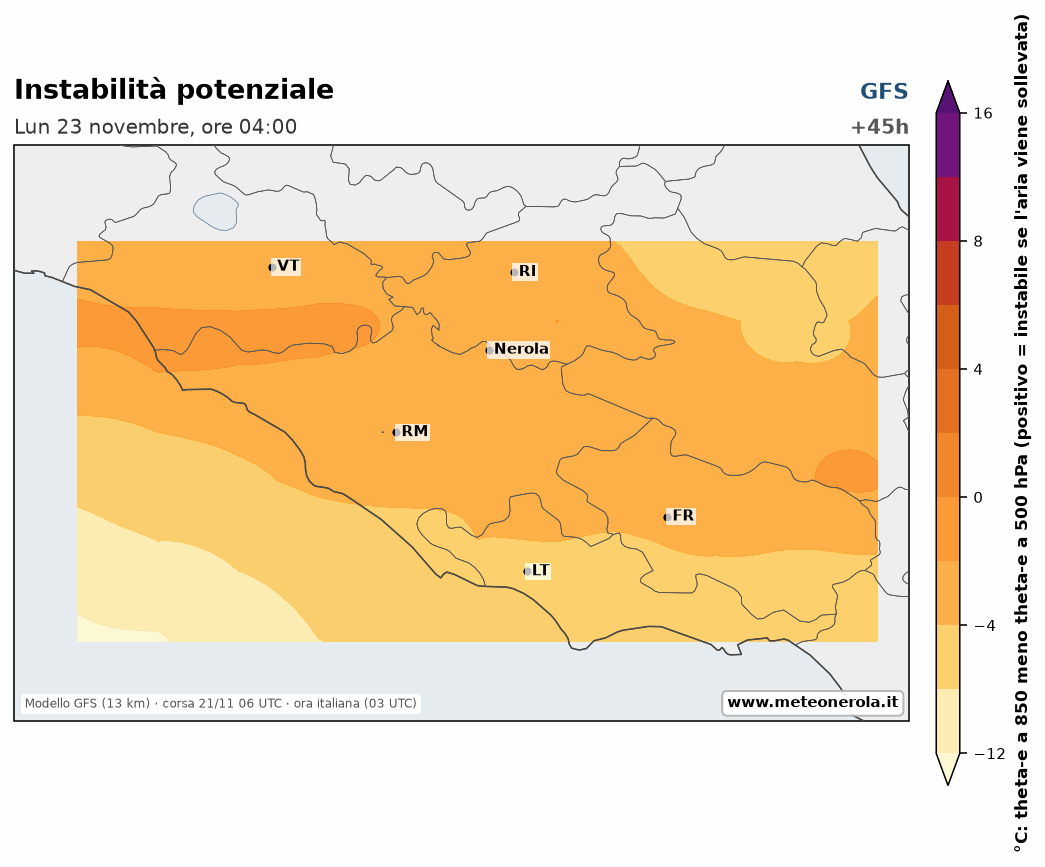 Instabilità potenziale
GFS
Lun 23 novembre, ore 04:00
+45h
VT
RI
Nerola
RM
FR
LT
Modello GFS (13 km) · corsa 21/11 06 UTC · ora italiana (03 UTC)
www.meteonerola.it
16
8
4
0
−4
−12
°C: theta-e a 850 meno theta-e a 500 hPa (positivo = instabile se l'aria viene sollevata)